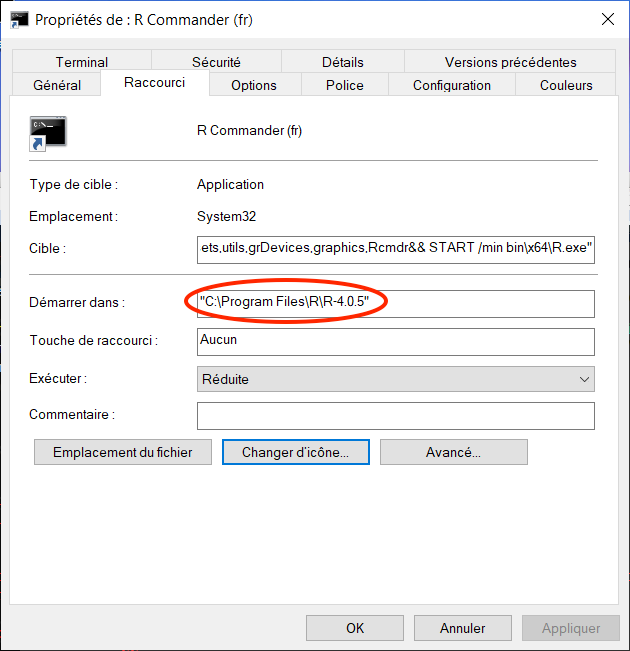 Propriétés de : R Commander (fr)
Terminal Sécurité Détails Versions précédentes
Général Raccourci Options Police Configuration Couleurs
C:\._
R Commander (fr)
Type de cible : Application
Emplacement : System32
Cible : ets,utils,grDevices,graphics,Rcmdr&& START /min bin\x64\R.exe"
Démarrer dans : "C:\Program Files\R\R-4.0.5"
Touche de raccourci : Aucun
Exécuter : Réduite
Commentaire :
Emplacement du fichier Changer d'icône... Avancé...
OK Annuler Appliquer